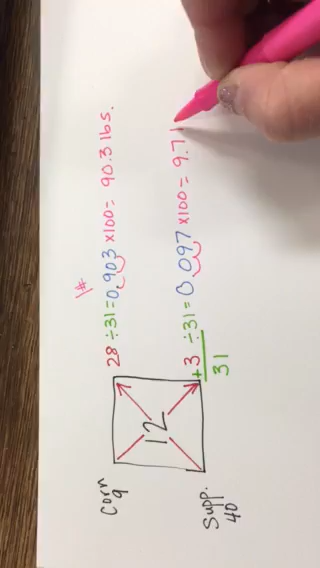 1#
Corn
9
28 ÷31=0.903 x100= 90.3 lbs.
12
Supp.
40
+3 ÷31=0.097 x100= 9.7 l
31